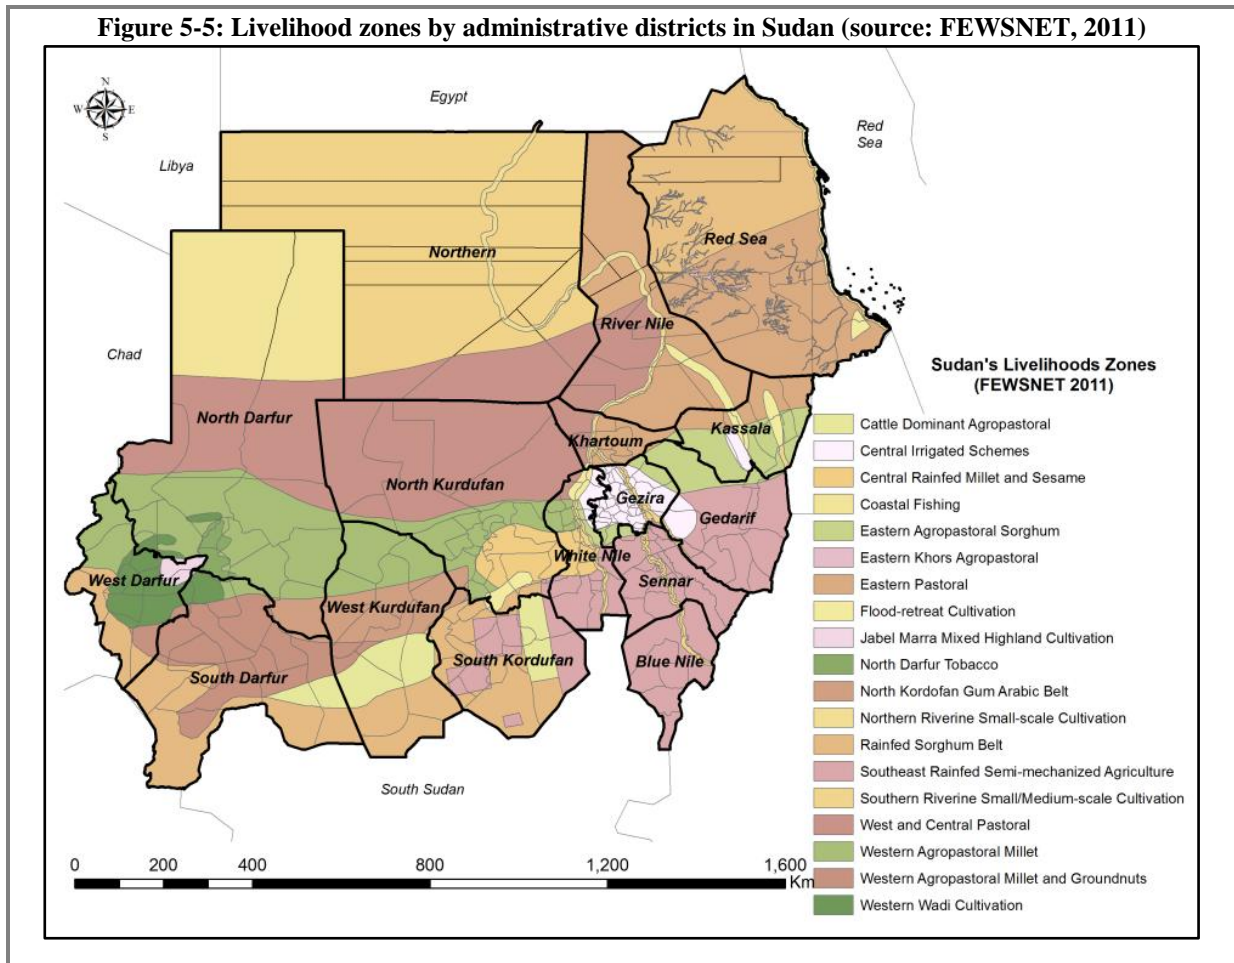 Figure 5-5: Livelihood zones by administrative districts in Sudan (source: FEWSNET, 2011)
N
W E
S
Egypt
Red
Sea
Libya
Red Sea
Northern
River Nile
Chad
Sudan's Livelihoods Zones
(FEWSNET 2011)
North Darfur
Kassala
Khartoum
North Kurdufan
Gezira
Gedarif
White Nile
West Darfur
Sennar
West Kurdufan
South Kordufan
Blue Nile
South Darfur
South Sudan
Cattle Dominant Agropastoral
Central Irrigated Schemes
Central Rainfed Millet and Sesame
Coastal Fishing
Eastern Agropastoral Sorghum
Eastern Khors Agropastoral
Eastern Pastoral
Flood-retreat Cultivation
Jabel Marra Mixed Highland Cultivation
North Darfur Tobacco
North Kordofan Gum Arabic Belt
Northern Riverine Small-scale Cultivation
Rainfed Sorghum Belt
Southeast Rainfed Semi-mechanized Agriculture
Southern Riverine Small/Medium-scale Cultivation
West and Central Pastoral
Western Agropastoral Millet
Western Agropastoral Millet and Groundnuts
Western Wadi Cultivation
0 200 400 800 1,200 1,600
Km